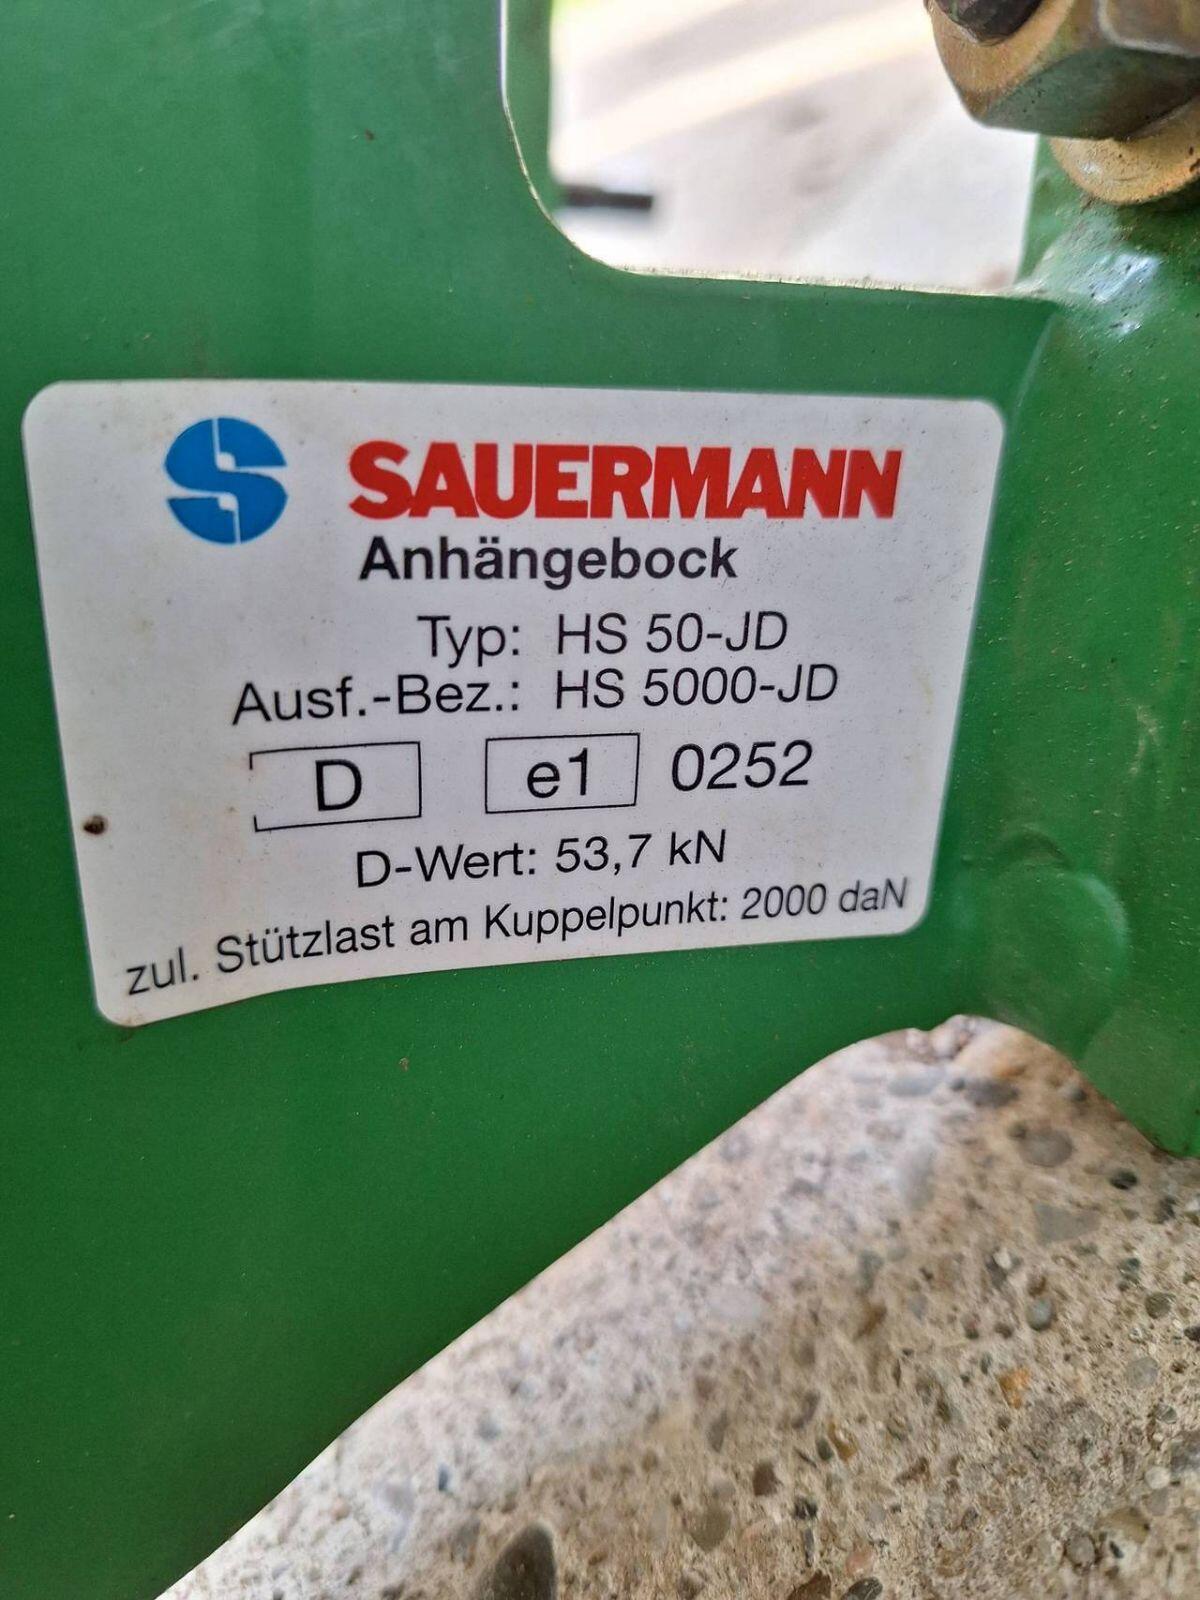 SAUERMANN
Anhängebock
Typ: HS 50-JD
Ausf.-Bez.: HS 5000-JD
D e1 0252
D-Wert: 53,7 kN
zul. Stützlast am Kuppelpunkt: 2000 daN